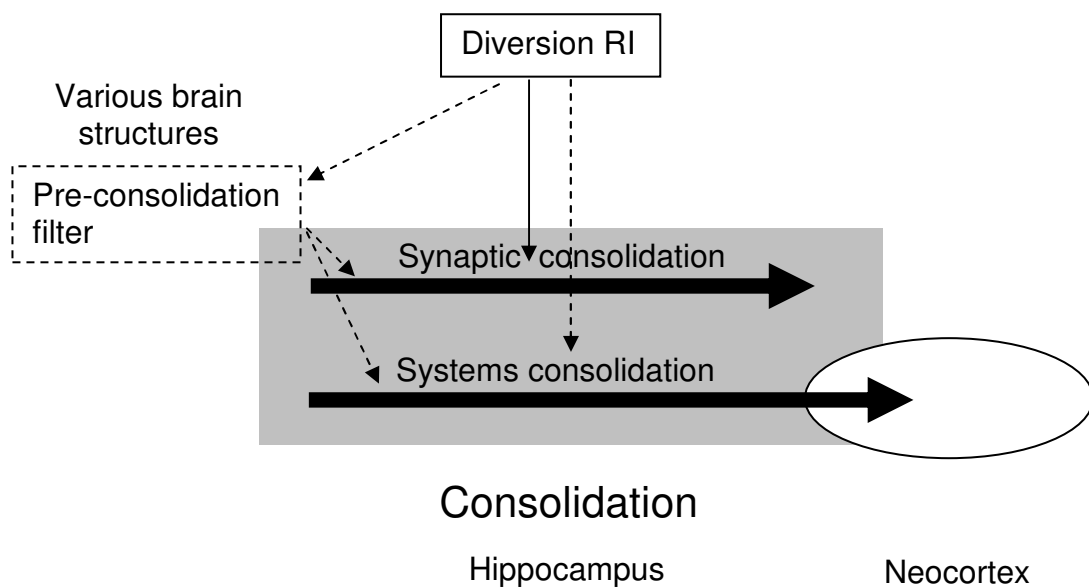 Diversion RI
Various brain
structures
Pre-consolidation
filter
Synaptic consolidation
Systems consolidation
Consolidation
Hippocampus
Neocortex